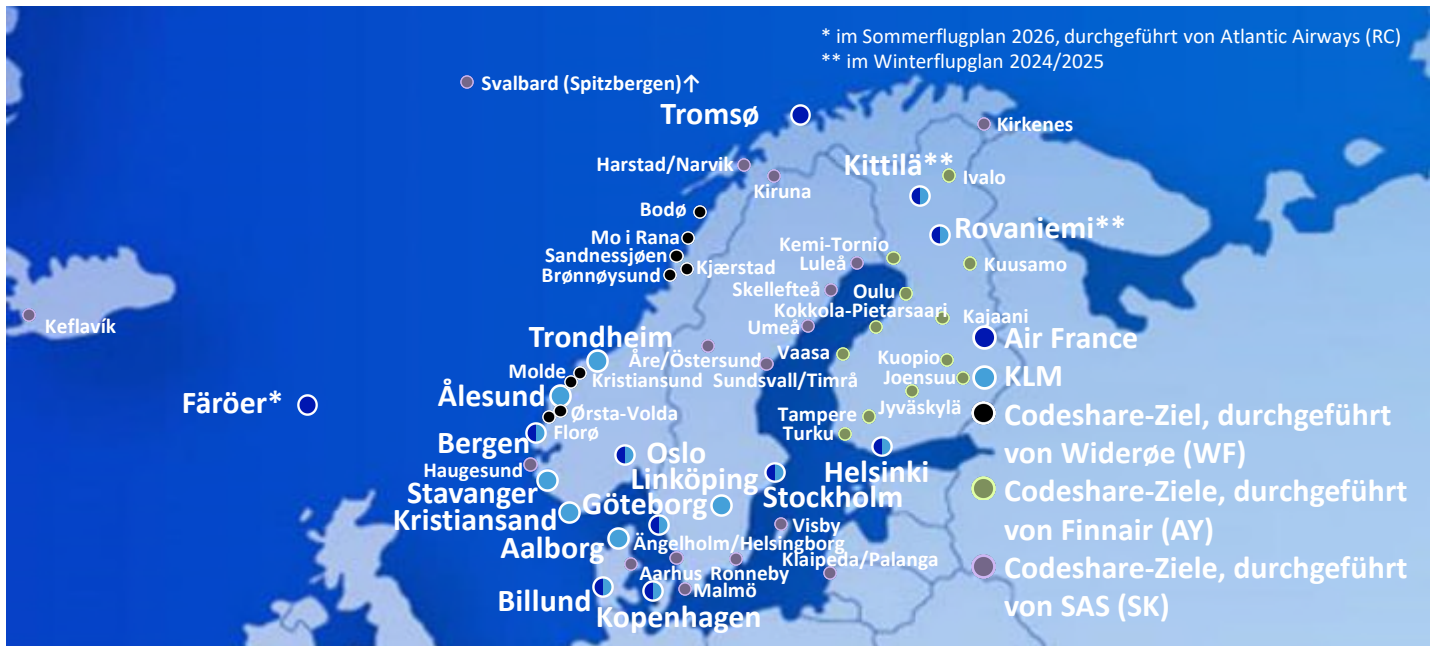 * im Sommerflugplan 2026, durchgeführt von Atlantic Airways (RC)
** im Winterflupglan 2024/2025
Svalbard (Spitzbergen)↑
Tromsø
Kirkenes
Harstad/Narvik
Kittilä**
Kiruna
Ivalo
Bodø
Mo i Rana
Rovaniemi**
Sandnessjøen
Kemi-Tornio
Brønnøysund
Kjærstad
Luleå
Kuusamo
Skellefteå
Oulu
Kokkola-Pietarsaari
Keflavík
Umeå
Kajaani
Trondheim
Air France
Åre/Östersund
Vaasa
Kuopio
Molde
Kristiansund
Sundsvall/Timrå
Joensuu
KLM
Ålesund
Färöer*
Jyväskylä
Ørsta-Volda
Tampere
Codeshare-Ziel, durchgeführt
von Widerøe (WF)
Bergen
Florø
Turku
Oslo
Haugesund
Linköping
Helsinki
Stavanger
Göteborg
Stockholm
Codeshare-Ziele, durchgeführt
von Finnair (AY)
Kristiansand
Visby
Aalborg
Ängelholm/Helsingborg
Klaipeda/Palanga
Aarhus
Ronneby
Codeshare-Ziele, durchgeführt
von SAS (SK)
Malmö
Billund
Kopenhagen